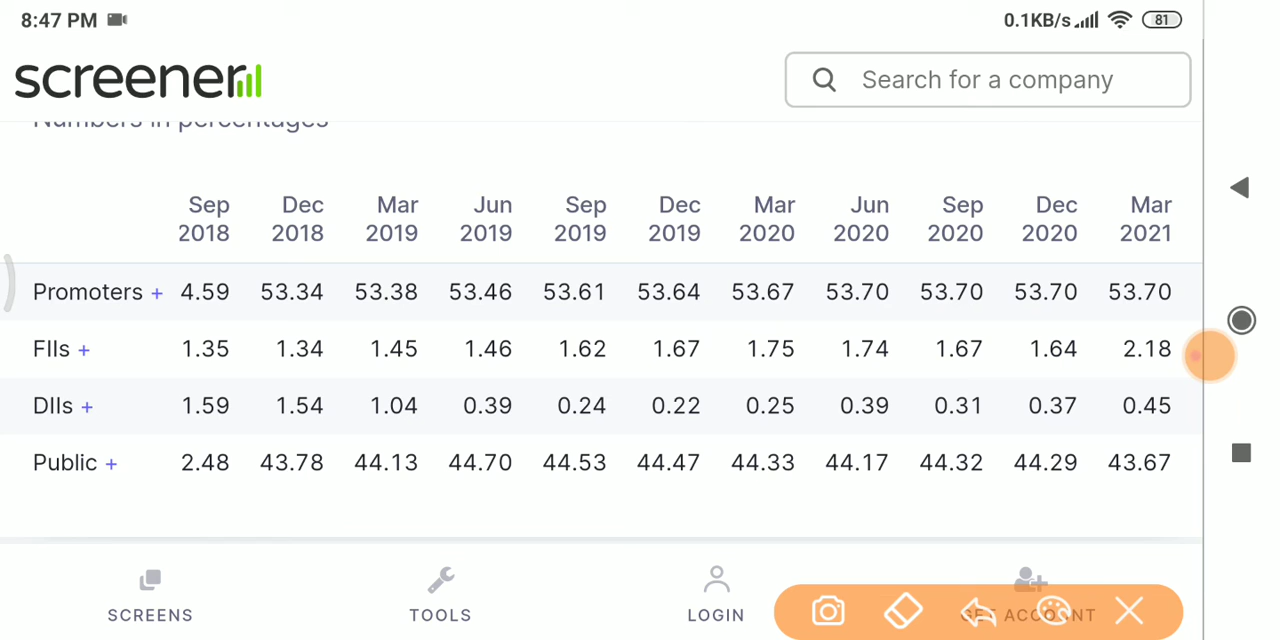 8:47 PM 0.1KB/s 81
screener Search for a company
Numbers in percentages
Sep Dec Mar Jun Sep Dec Mar Jun Sep Dec Mar
2018 2018 2019 2019 2019 2019 2020 2020 2020 2020 2021
Promoters + 4.59 53.34 53.38 53.46 53.61 53.64 53.67 53.70 53.70 53.70 53.70
FIIs + 1.35 1.34 1.45 1.46 1.62 1.67 1.75 1.74 1.67 1.64 2.18
DIIs + 1.59 1.54 1.04 0.39 0.24 0.22 0.25 0.39 0.31 0.37 0.45
Public + 2.48 43.78 44.13 44.70 44.53 44.47 44.33 44.17 44.32 44.29 43.67
SCREENS TOOLS LOGIN GET ACCOUNT